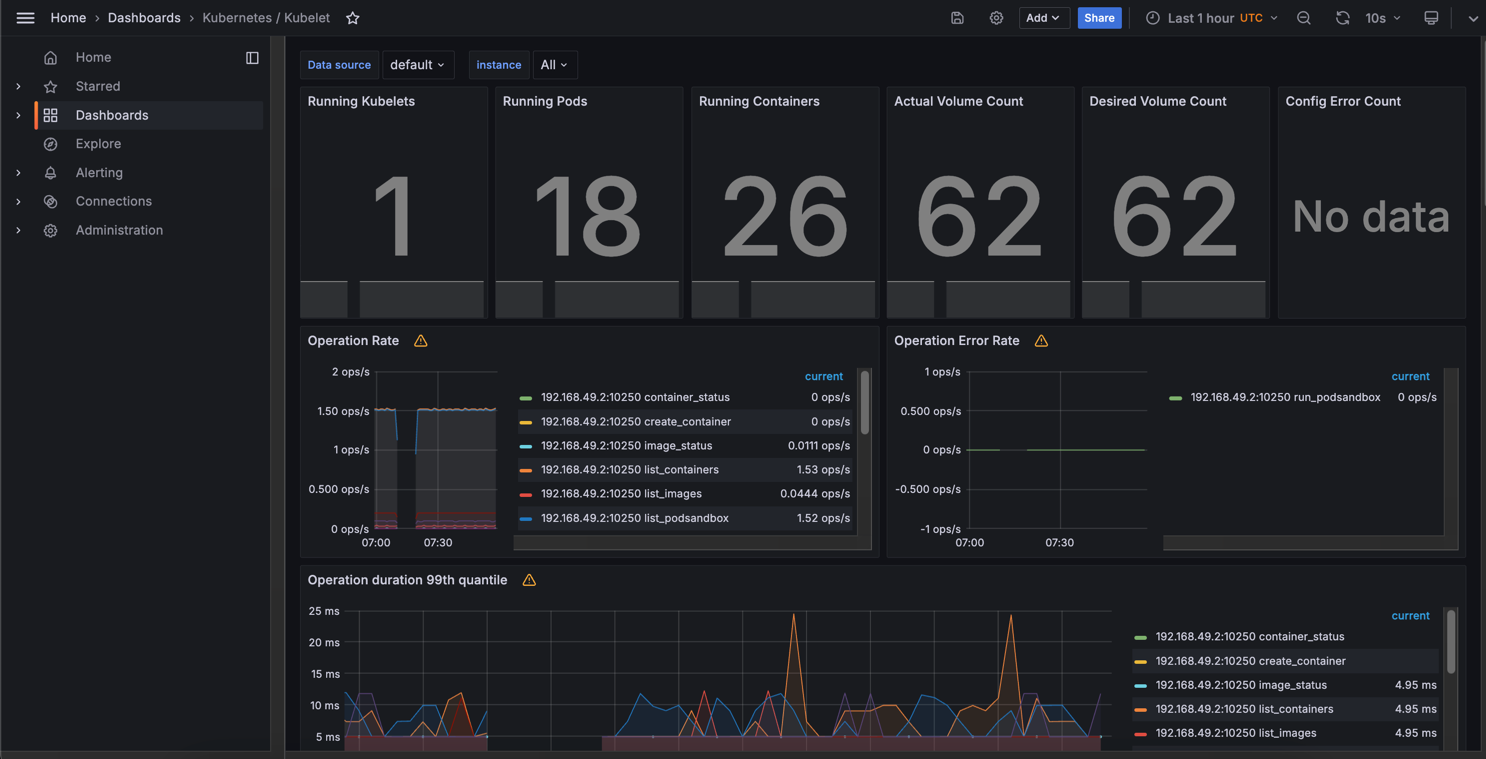 Home › Dashboards › Kubernetes / Kubelet
Add
Share
Last 1 hour UTC
10s
Home
Starred
Dashboards
Explore
Alerting
Connections
Administration
Data source default
instance All
Running Kubelets
1
Running Pods
18
Running Containers
26
Actual Volume Count
62
Desired Volume Count
62
Config Error Count
No data
Operation Rate
2 ops/s
1.50 ops/s
1 ops/s
0.500 ops/s
0 ops/s
07:00 07:30
current
192.168.49.2:10250 container_status 0 ops/s
192.168.49.2:10250 create_container 0 ops/s
192.168.49.2:10250 image_status 0.0111 ops/s
192.168.49.2:10250 list_containers 1.53 ops/s
192.168.49.2:10250 list_images 0.0444 ops/s
192.168.49.2:10250 list_podsandbox 1.52 ops/s
Operation Error Rate
1 ops/s
0.500 ops/s
0 ops/s
-0.500 ops/s
-1 ops/s
07:00 07:30
current
192.168.49.2:10250 run_podsandbox 0 ops/s
Operation duration 99th quantile
25 ms
20 ms
15 ms
10 ms
5 ms
current
192.168.49.2:10250 container_status
192.168.49.2:10250 create_container
192.168.49.2:10250 image_status 4.95 ms
192.168.49.2:10250 list_containers 4.95 ms
192.168.49.2:10250 list_images 4.95 ms